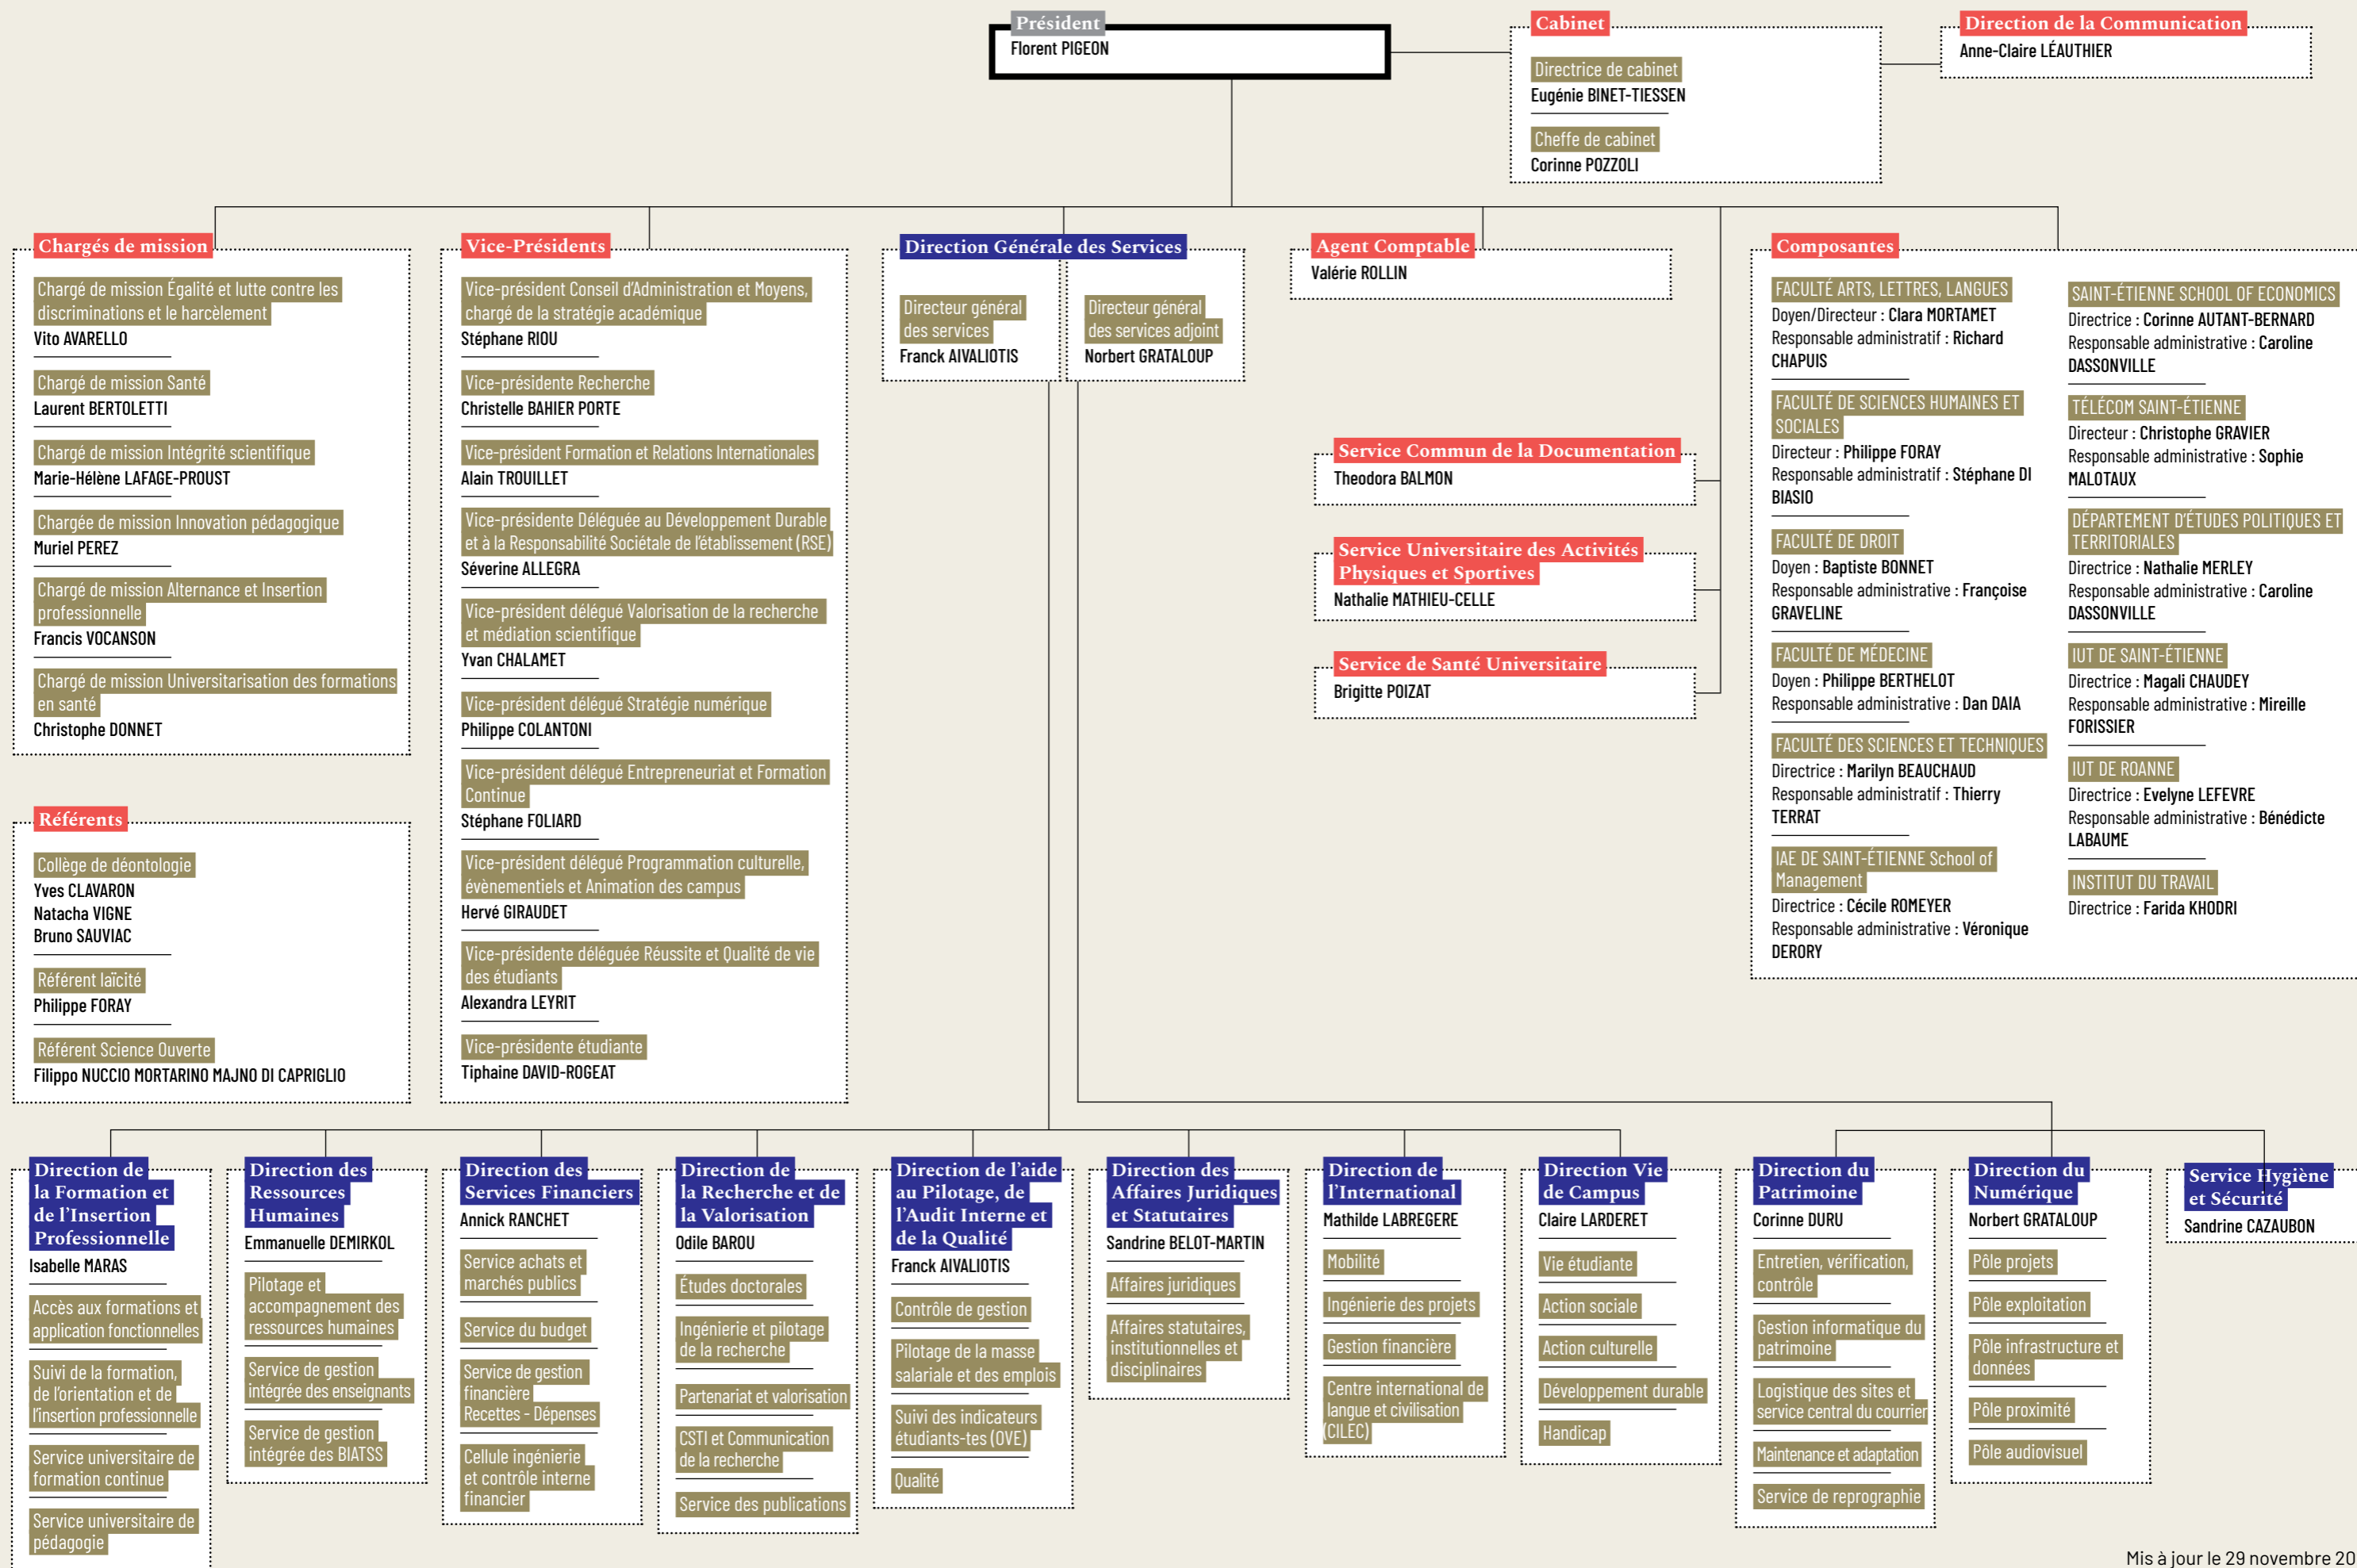 Président
Florent PIGEON
Cabinet
Directrice de cabinet
Eugénie BINET-TIESSEN
Cheffe de cabinet
Corinne POZZOLI
Direction de la Communication
Anne-Claire LÉAUTHIER
Chargés de mission
Chargé de mission Égalité et lutte contre les
discriminations et le harcèlement
Vito AVARELLO
Chargé de mission Santé
Laurent BERTOLETTI
Chargé de mission Intégrité scientifique
Marie-Hélène LAFAGE-PROUST
Chargée de mission Innovation pédagogique
Muriel PEREZ
Chargé de mission Alternance et Insertion
professionnelle
Francis VOCANSON
Chargé de mission Universitarisation des formations
en santé
Christophe DONNET
Référents
Collège de déontologie
Yves CLAVARON
Natacha VIGNE
Bruno SAUVIAC
Référent laïcité
Philippe FORAY
Référent Science Ouverte
Filippo NUCCIO MORTARINO MAJNO DI CAPRIGLIO
Vice-Présidents
Vice-président Conseil d'Administration et Moyens,
chargé de la stratégie académique
Stéphane RIOU
Vice-présidente Recherche
Christelle BAHIER PORTE
Vice-président Formation et Relations Internationales
Alain TROUILLET
Vice-présidente Déléguée au Développement Durable
et à la Responsabilité Sociétale de l'établissement (RSE)
Séverine ALLEGRA
Vice-président délégué Valorisation de la recherche
et médiation scientifique
Yvan CHALAMET
Vice-président délégué Stratégie numérique
Philippe COLANTONI
Vice-président délégué Entrepreneuriat et Formation
Continue
Stéphane FOLIARD
Vice-président délégué Programmation culturelle,
évènementiels et Animation des campus
Hervé GIRAUDET
Vice-présidente déléguée Réussite et Qualité de vie
des étudiants
Alexandra LEYRIT
Vice-présidente étudiante
Tiphaine DAVID-ROGEAT
Direction Générale des Services
Directeur général
des services
Franck AIVALIOTIS
Directeur général
des services adjoint
Norbert GRATALOUP
Agent Comptable
Valérie ROLLIN
Service Commun de la Documentation
Theodora BALMON
Service Universitaire des Activités
Physiques et Sportives
Nathalie MATHIEU-CELLE
Service de Santé Universitaire
Brigitte POIZAT
Composantes
FACULTÉ ARTS, LETTRES, LANGUES
Doyen/Directeur : Clara MORTAMET
Responsable administratif : Richard
CHAPUIS
FACULTÉ DE SCIENCES HUMAINES ET
SOCIALES
Directeur : Philippe FORAY
Responsable administratif : Stéphane DI
BIASIO
FACULTÉ DE DROIT
Doyen : Baptiste BONNET
Responsable administrative : Françoise
GRAVELINE
FACULTÉ DE MÉDECINE
Doyen : Philippe BERTHELOT
Responsable administrative : Dan DAIA
FACULTÉ DES SCIENCES ET TECHNIQUES
Directrice : Marilyn BEAUCHAUD
Responsable administratif : Thierry
TERRAT
IAE DE SAINT-ÉTIENNE School of
Management
Directrice : Cécile ROMEYER
Responsable administrative : Véronique
DERORY
SAINT-ÉTIENNE SCHOOL OF ECONOMICS
Directrice : Corinne AUTANT-BERNARD
Responsable administrative : Caroline
DASSONVILLE
TÉLÉCOM SAINT-ÉTIENNE
Directeur : Christophe GRAVIER
Responsable administrative : Sophie
MALOTAUX
DÉPARTEMENT D'ÉTUDES POLITIQUES ET
TERRITORIALES
Directrice : Nathalie MERLEY
Responsable administrative : Caroline
DASSONVILLE
IUT DE SAINT-ÉTIENNE
Directrice : Magali CHAUDEY
Responsable administrative : Mireille
FORISSIER
IUT DE ROANNE
Directrice : Evelyne LEFEVRE
Responsable administrative : Bénédicte
LABAUME
INSTITUT DU TRAVAIL
Directrice : Farida KHODRI
Direction de
la Formation et
de l'Insertion
Professionnelle
Isabelle MARAS
Accès aux formations et
application fonctionnelles
Suivi de la formation,
de l'orientation et de
l'insertion professionnelle
Service universitaire de
formation continue
Service universitaire de
pédagogie
Direction des
Ressources
Humaines
Emmanuelle DEMIRKOL
Pilotage et
accompagnement des
ressources humaines
Service de gestion
intégrée des enseignants
Service de gestion
intégrée des BIATSS
Direction des
Services Financiers
Annick RANCHET
Service achats et
marchés publics
Service du budget
Service de gestion
financière
Recettes - Dépenses
Cellule ingénierie
et contrôle interne
financier
Direction de
la Recherche et de
la Valorisation
Odile BAROU
Études doctorales
Ingénierie et pilotage
de la recherche
Partenariat et valorisation
CSTI et Communication
de la recherche
Service des publications
Direction de l'aide
au Pilotage, de
l'Audit Interne et
de la Qualité
Franck AIVALIOTIS
Contrôle de gestion
Pilotage de la masse
salariale et des emplois
Suivi des indicateurs
étudiants-tes (OVE)
Qualité
Direction des
Affaires Juridiques
et Statutaires
Sandrine BELOT-MARTIN
Affaires juridiques
Affaires statutaires,
institutionnelles et
disciplinaires
Direction de
l'International
Mathilde LABREGERE
Mobilité
Ingénierie des projets
Gestion financière
Centre international de
langue et civilisation
(CILEC)
Direction Vie
de Campus
Claire LARDERET
Vie étudiante
Action sociale
Action culturelle
Développement durable
Handicap
Direction du
Patrimoine
Corinne DURU
Entretien, vérification,
contrôle
Gestion informatique du
patrimoine
Logistique des sites et
service central du courrier
Maintenance et adaptation
Service de reprographie
Direction du
Numérique
Norbert GRATALOUP
Pôle projets
Pôle exploitation
Pôle infrastructure et
données
Pôle proximité
Pôle audiovisuel
Service Hygiène
et Sécurité
Sandrine CAZAUBON
Mis à jour le 29 novembre 20